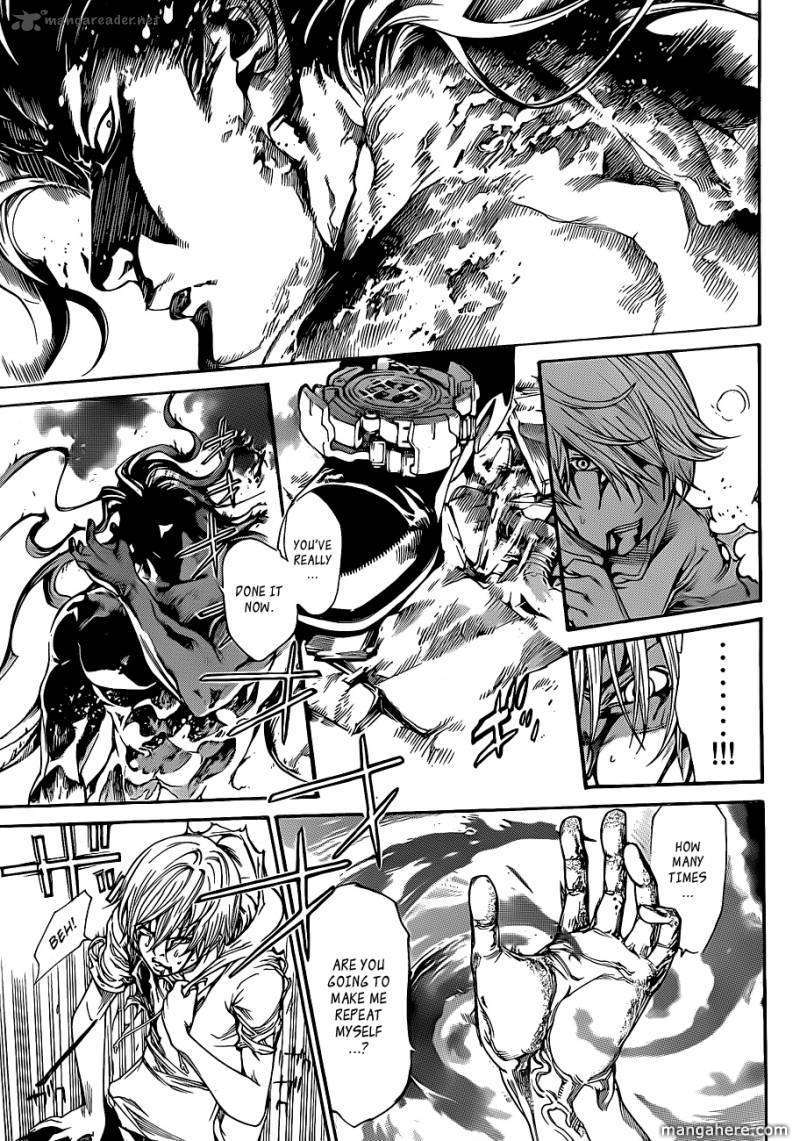 mangareader.net
YOU'VE
REALLY
...
DONE IT
NOW.
.......
!!!
HOW
MANY
TIMES
...
ARE YOU
GOING TO
MAKE ME
REPEAT
MYSELF
...?
BEH!
mangahere.com